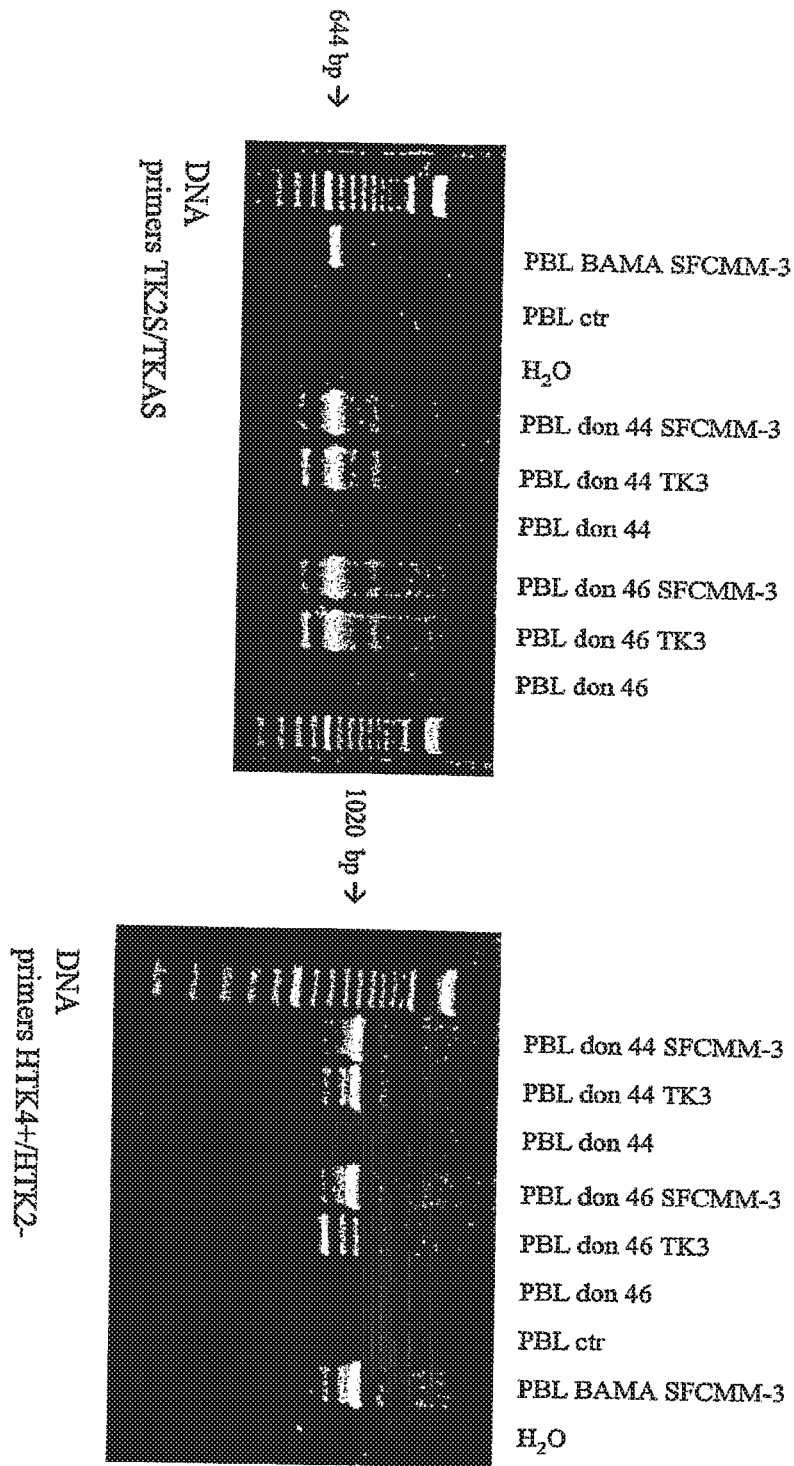 644 bp →
PBL BAMA SFCMM-3
PBL ctr
H₂O
PBL don 44 SFCMM-3
PBL don 44 TK3
PBL don 44
PBL don 46 SFCMM-3
PBL don 46 TK3
PBL don 46
DNA
primers TK2S/TKAS
1020 bp →
PBL don 44 SFCMM-3
PBL don 44 TK3
PBL don 44
PBL don 46 SFCMM-3
PBL don 46 TK3
PBL don 46
PBL ctr
PBL BAMA SFCMM-3
H₂O
DNA
primers HTK4+/HTK2-